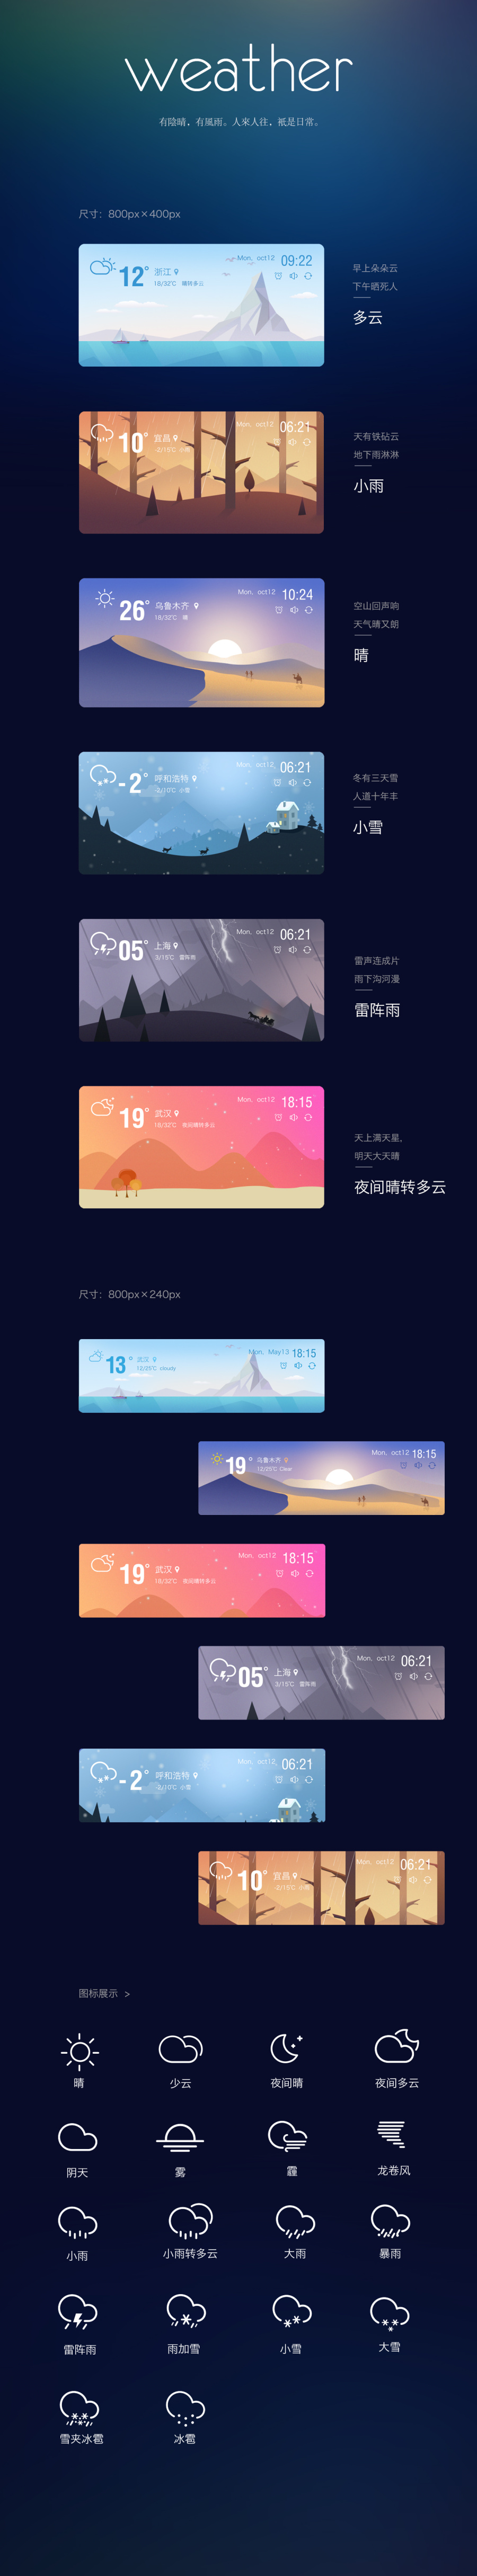 weather
有陰晴，有風雨。人來人往，衹是日常。
尺寸：800px×400px
12° 浙江 Mon, oct12 09:22
18/32℃ 晴转多云
早上朵朵云
下午晒死人
多云
10° 宜昌 Mon, oct12 06:21
-2/15℃ 小雨
天有铁砧云
地下雨淋淋
小雨
26° 乌鲁木齐 Mon, oct12 10:24
18/32℃ 晴
空山回声响
天气晴又朗
晴
-2° 呼和浩特 Mon, oct12 06:21
-2/10℃ 小雪
冬有三天雪
人道十年丰
小雪
05° 上海 Mon, oct12 06:21
3/15℃ 雷阵雨
雷声连成片
雨下沟河漫
雷阵雨
19° 武汉 Mon, oct12 18:15
18/32℃ 夜间晴转多云
天上满天星,
明天大天晴
夜间晴转多云
尺寸：800px×240px
13° 武汉 Mon, May13 18:15
12/25℃ cloudy
19° 乌鲁木齐 Mon, oct12 18:15
12/25℃ Clear
19° 武汉 Mon, oct12 18:15
18/32℃ 夜间晴转多云
05° 上海 Mon, oct12 06:21
3/15℃ 雷阵雨
-2° 呼和浩特 Mon, oct12 06:21
-2/10℃ 小雪
10° 宜昌 Mon, oct12 06:21
-2/15℃ 小雨
图标展示 >
晴 少云 夜间晴 夜间多云
阴天 雾 霾 龙卷风
小雨 小雨转多云 大雨 暴雨
雷阵雨 雨加雪 小雪 大雪
雪夹冰雹 冰雹